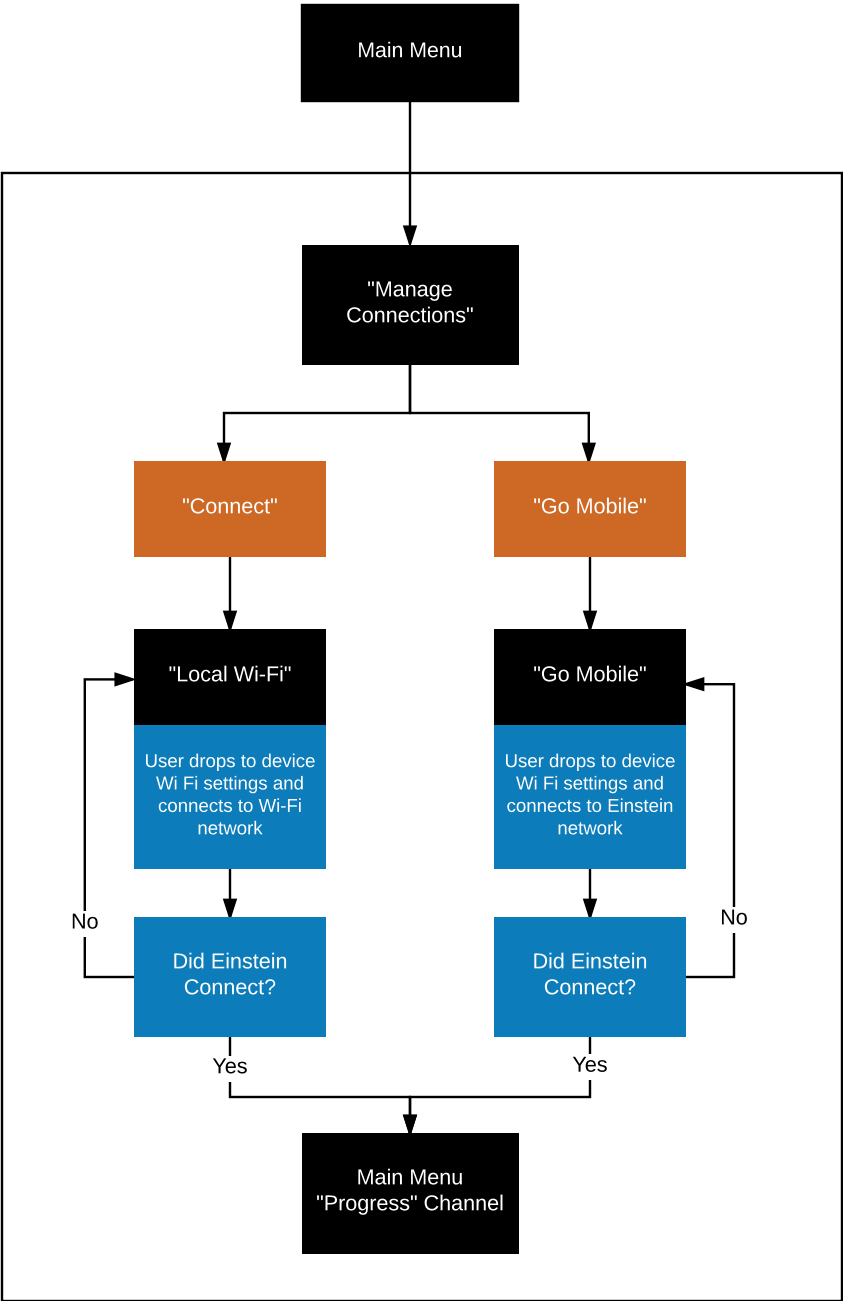 Main Menu
"Manage
Connections"
"Connect"
"Go Mobile"
"Local Wi-Fi"
"Go Mobile"
User drops to device
Wi Fi settings and
connects to Wi-Fi
network
User drops to device
Wi Fi settings and
connects to Einstein
network
No
No
Did Einstein
Connect?
Did Einstein
Connect?
Yes
Yes
Main Menu
"Progress" Channel